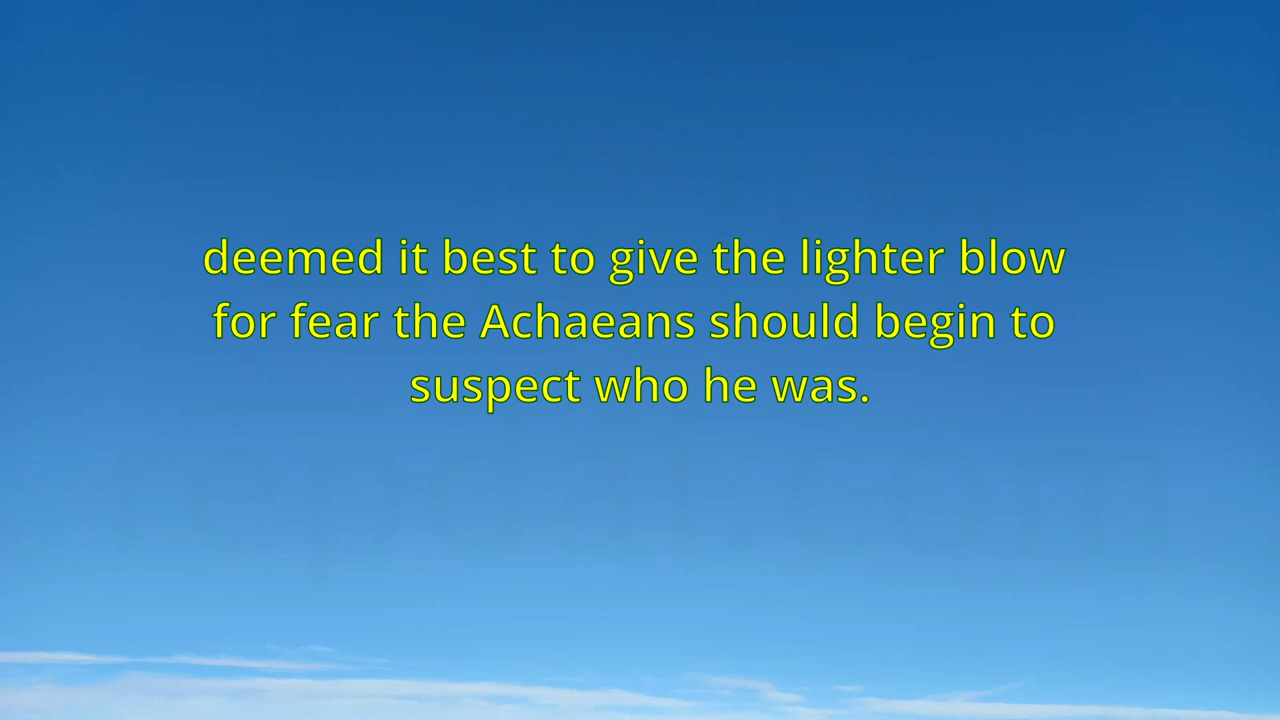 deemed it best to give the lighter blow
for fear the Achaeans should begin to
suspect who he was.